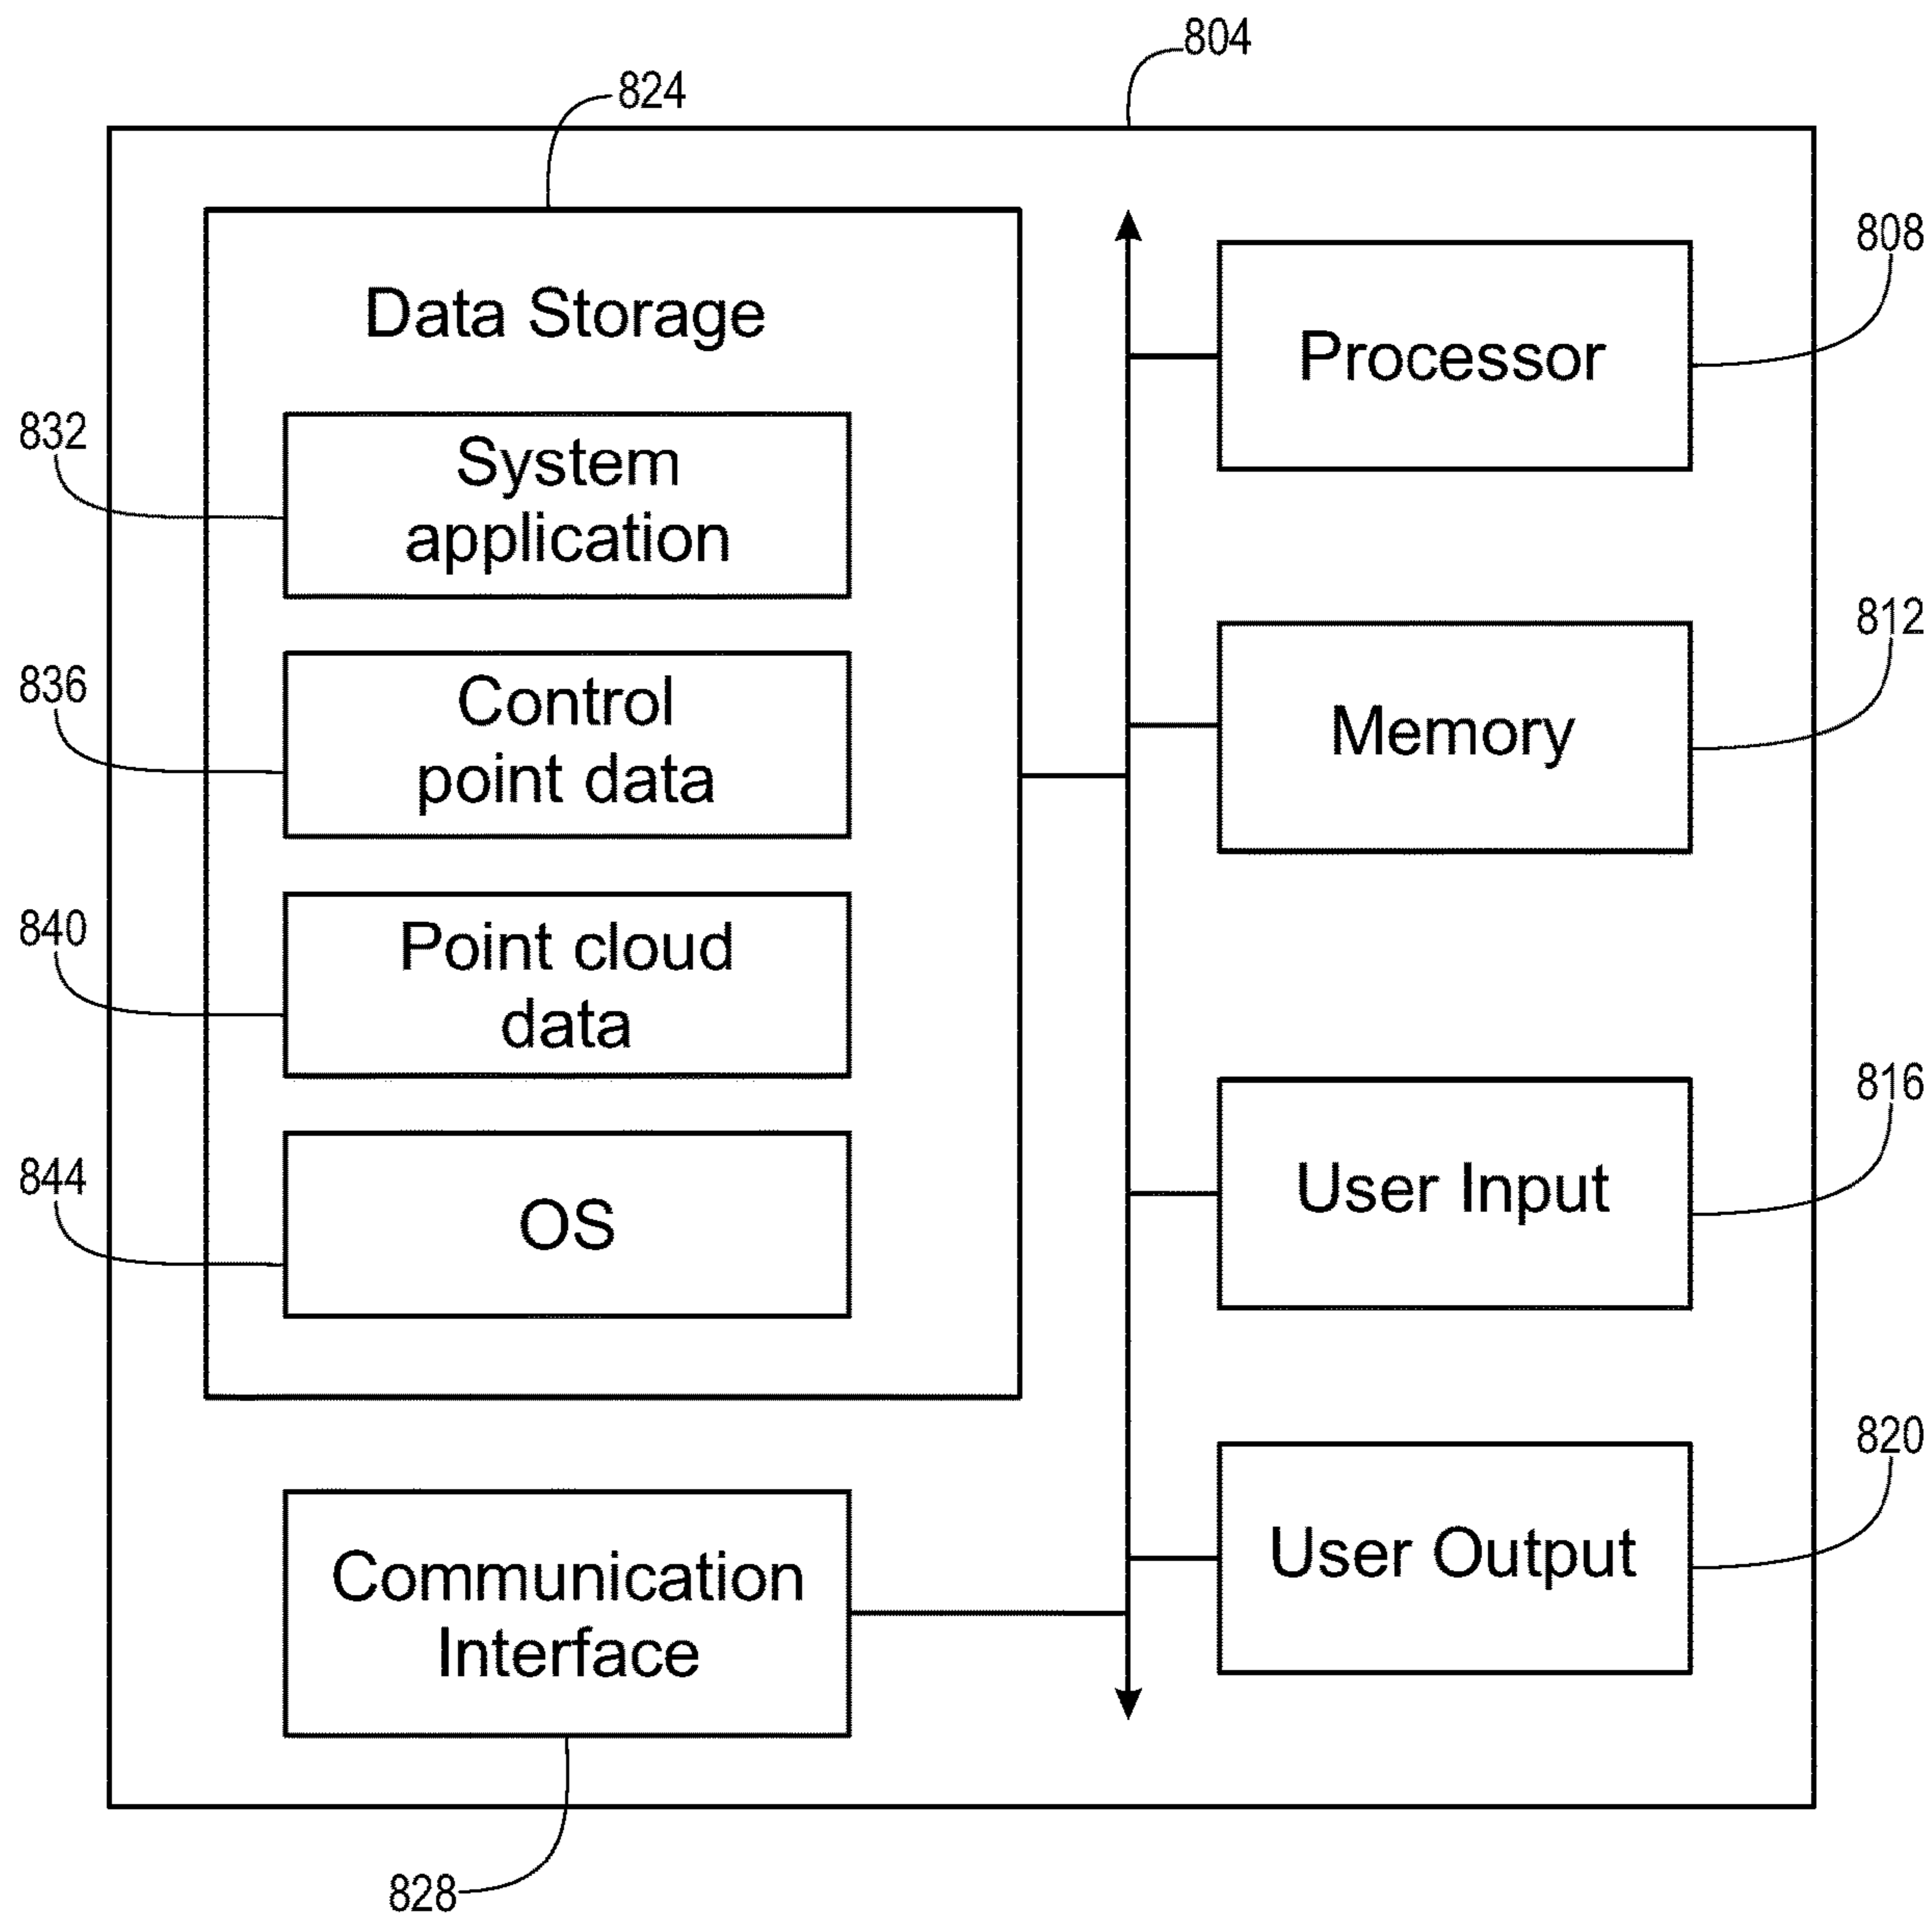 804
824
Data Storage
808
Processor
832
System
application
812
Memory
836
Control
point data
840
Point cloud
data
816
User Input
844
OS
820
User Output
Communication
Interface
828